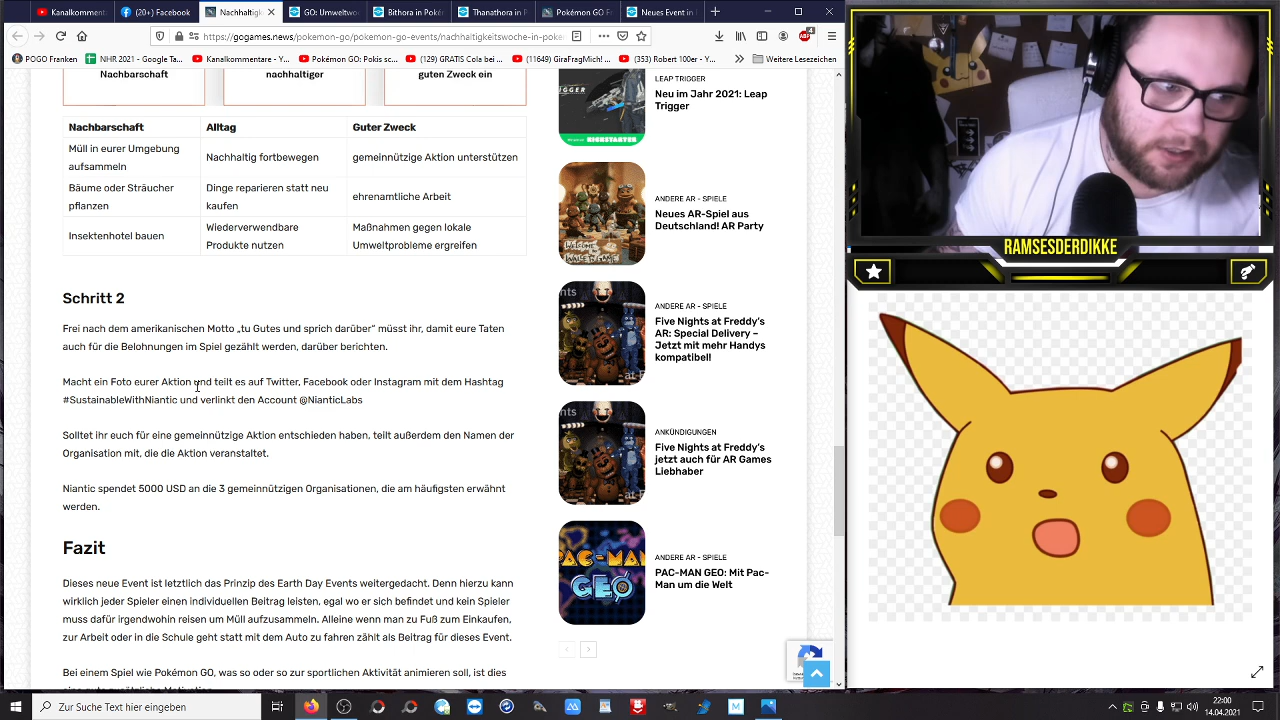 Kanalkommentare - Y...
(20+) Facebook
Nachhaltigk
GO: Umweltwo
Bithora in Pok
Thanathora in P
Pokémon GO F
Neues Event in
https://gogames.news/pokemon-go/pokemon-go-events/nachhaltigkeitswoche-in-poke
POGO Franken
NHR 2021 - Google Ta...
Kanalkommentare - Y...
Pokémon GO: Pokis sc...
(129) GRATIS Cola bei ...
(11649) GiraFragMich! ...
(353) Robert 100er - Y...
Weitere Lesezeichen
Nachbarschaft
nachhaltiger
guten Zweck ein
Nachbarschaft
Alltag
Guter Zweck
Müll in eurer Umgebung
aufsammeln
Nachhaltig fortbewegen
gemeinnützige Aktion unterstützen
Bäume oder Sträucher
pflanzen
Dinge reparieren statt neu
kaufen
ehrenamtliche Arbeit
Insektenhotel bauen
Wiederverwendbare
Produkte nutzen
Maßnahmen gegen lokale
Umweltprobleme ergreifen
Schritt 2
Frei nach dem amerikanischen Motto „tu Gutes und sprich darüber“ müsst ihr, damit eure Taten
auch für die Belohnungen im Spiel gezählt werden, darüber berichten.
Macht ein Foto eurer Aktion und teilt es auf Twitter, Facebook oder Instagram mit dem Hashtag
#SustainableWithNiantic und verlinkt den Account @NianticLabs
Solltet ihr euch für eine gemeinnützige Aktion entschieden haben, teilt außerdem den Namen der
Organisation mit, die die Aktion veranstaltet.
Niantic spendet 5000 USD an die 3 gemeinnützigen Organisationen, die am häufigsten erwähnt
werden.
Fazit
Dieses neue Event ist letztlich das Prinzip des Earth Day Events weitergedacht. Denn hierzu kann
wirklich jeder Spieler einen individuellen Beitrag leisten, egal wo er sich befindet und kein Spieler
muss dafür irgendwohin reisen um Müll aufzusammeln. Alleine wenn man zu Fuß zum Einkaufen,
zur Arbeit oder in die Schule geht statt mit dem Auto zu fahren zählt als Beitrag für dieses Event.
Bei einem Spiel wie Pokémon GO, was so oder so zur sportlichen Aktivität animieren soll, ist dies
LEAP TRIGGER
Neu im Jahr 2021: Leap
Trigger
KICKSTARTER
ANDERE AR - SPIELE
Neues AR-Spiel aus
Deutschland! AR Party
ANDERE AR - SPIELE
Five Nights at Freddy's
AR: Special Delivery –
Jetzt mit mehr Handys
kompatibel!
ANKÜNDIGUNGEN
Five Nights at Freddy's
jetzt auch für AR Games
Liebhaber
PAC-MAN
GEO
ANDERE AR - SPIELE
PAC-MAN GEO: Mit Pac-
Man um die Welt
RAMSESDERDIKKE
Zur Suche Text hier eingeben
22:00
14.04.2021